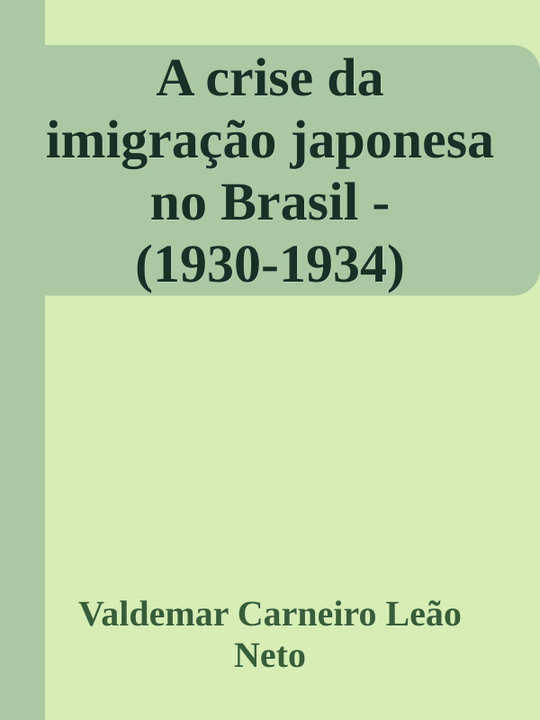 A crise da
imigração japonesa
no Brasil -
(1930-1934)
Valdemar Carneiro Leão
Neto